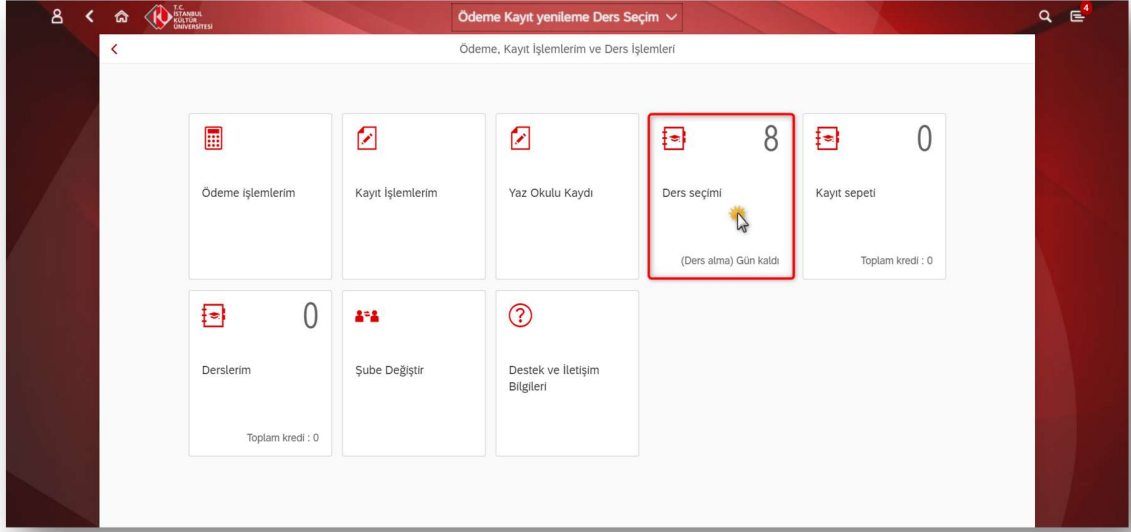 T.C.
İSTANBUL
KÜLTÜR
ÜNİVERSİTESİ
Ödeme Kayıt yenileme Ders Seçim
4
Ödeme, Kayıt İşlemlerim ve Ders İşlemleri
Ödeme işlemlerim
Kayıt İşlemlerim
Yaz Okulu Kaydı
8
Ders seçimi
(Ders alma) Gün kaldı
0
Kayıt sepeti
Toplam kredi : 0
0
Derslerim
Toplam kredi : 0
Şube Değiştir
Destek ve İletişim
Bilgileri